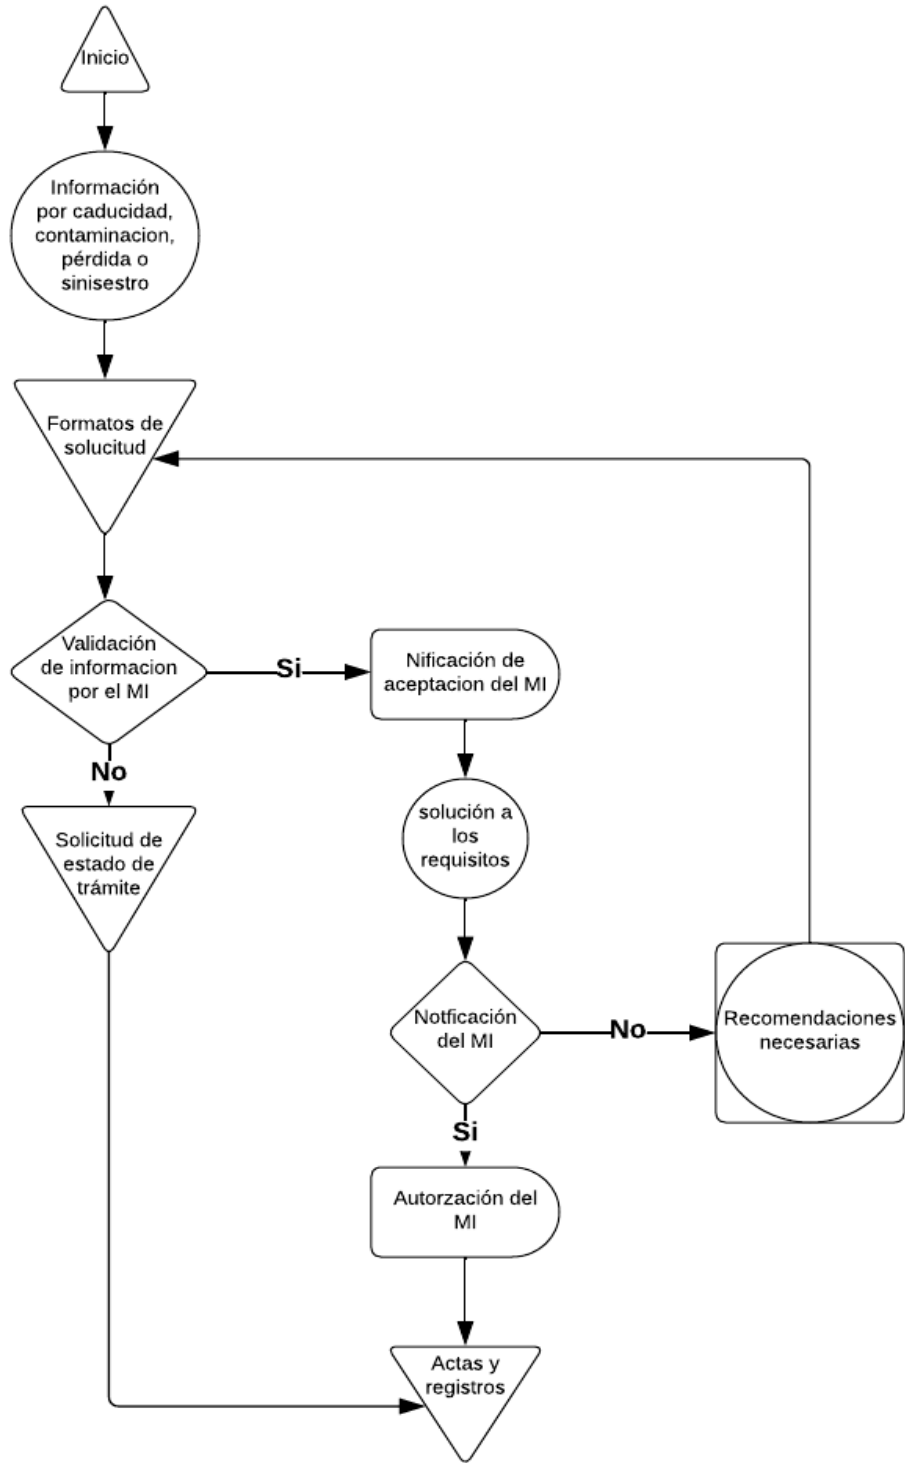 Inicio
Información
por caducidad,
contaminacion,
pérdida o
sinisestro
Formatos de
solucitud
Validación
de informacion
por el MI
Si
Nificación de
aceptacion del MI
No
Solicitud de
estado de
trámite
solución a
los
requisitos
Notficación
del MI
No
Recomendaciones
necesarias
Si
Autorzación del
MI
Actas y
registros